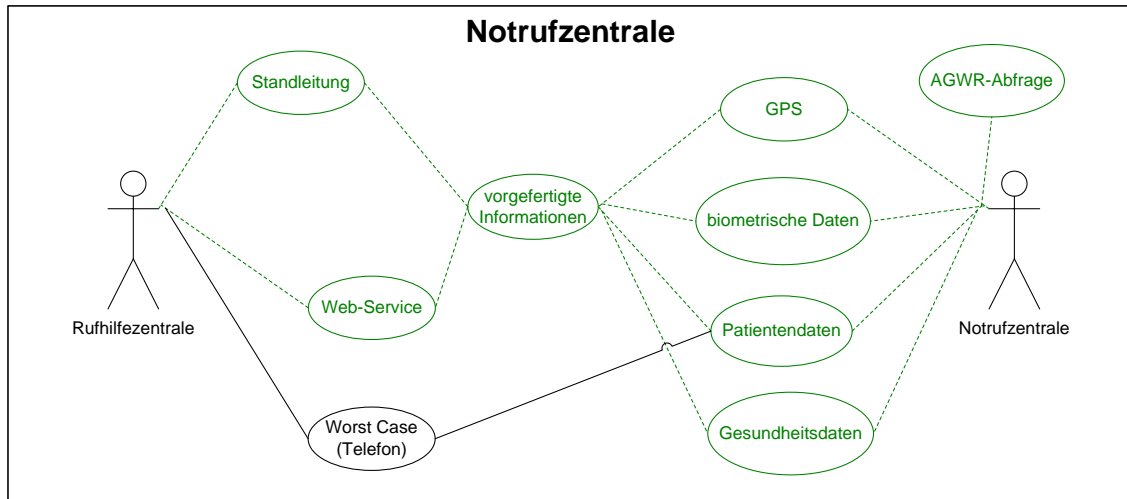 Notrufzentrale
Standleitung
AGWR-Abfrage
GPS
vorgefertigte
Informationen
biometrische Daten
Web-Service
Rufhilfezentrale
Patientendaten
Notrufzentrale
Worst Case
(Telefon)
Gesundheitsdaten